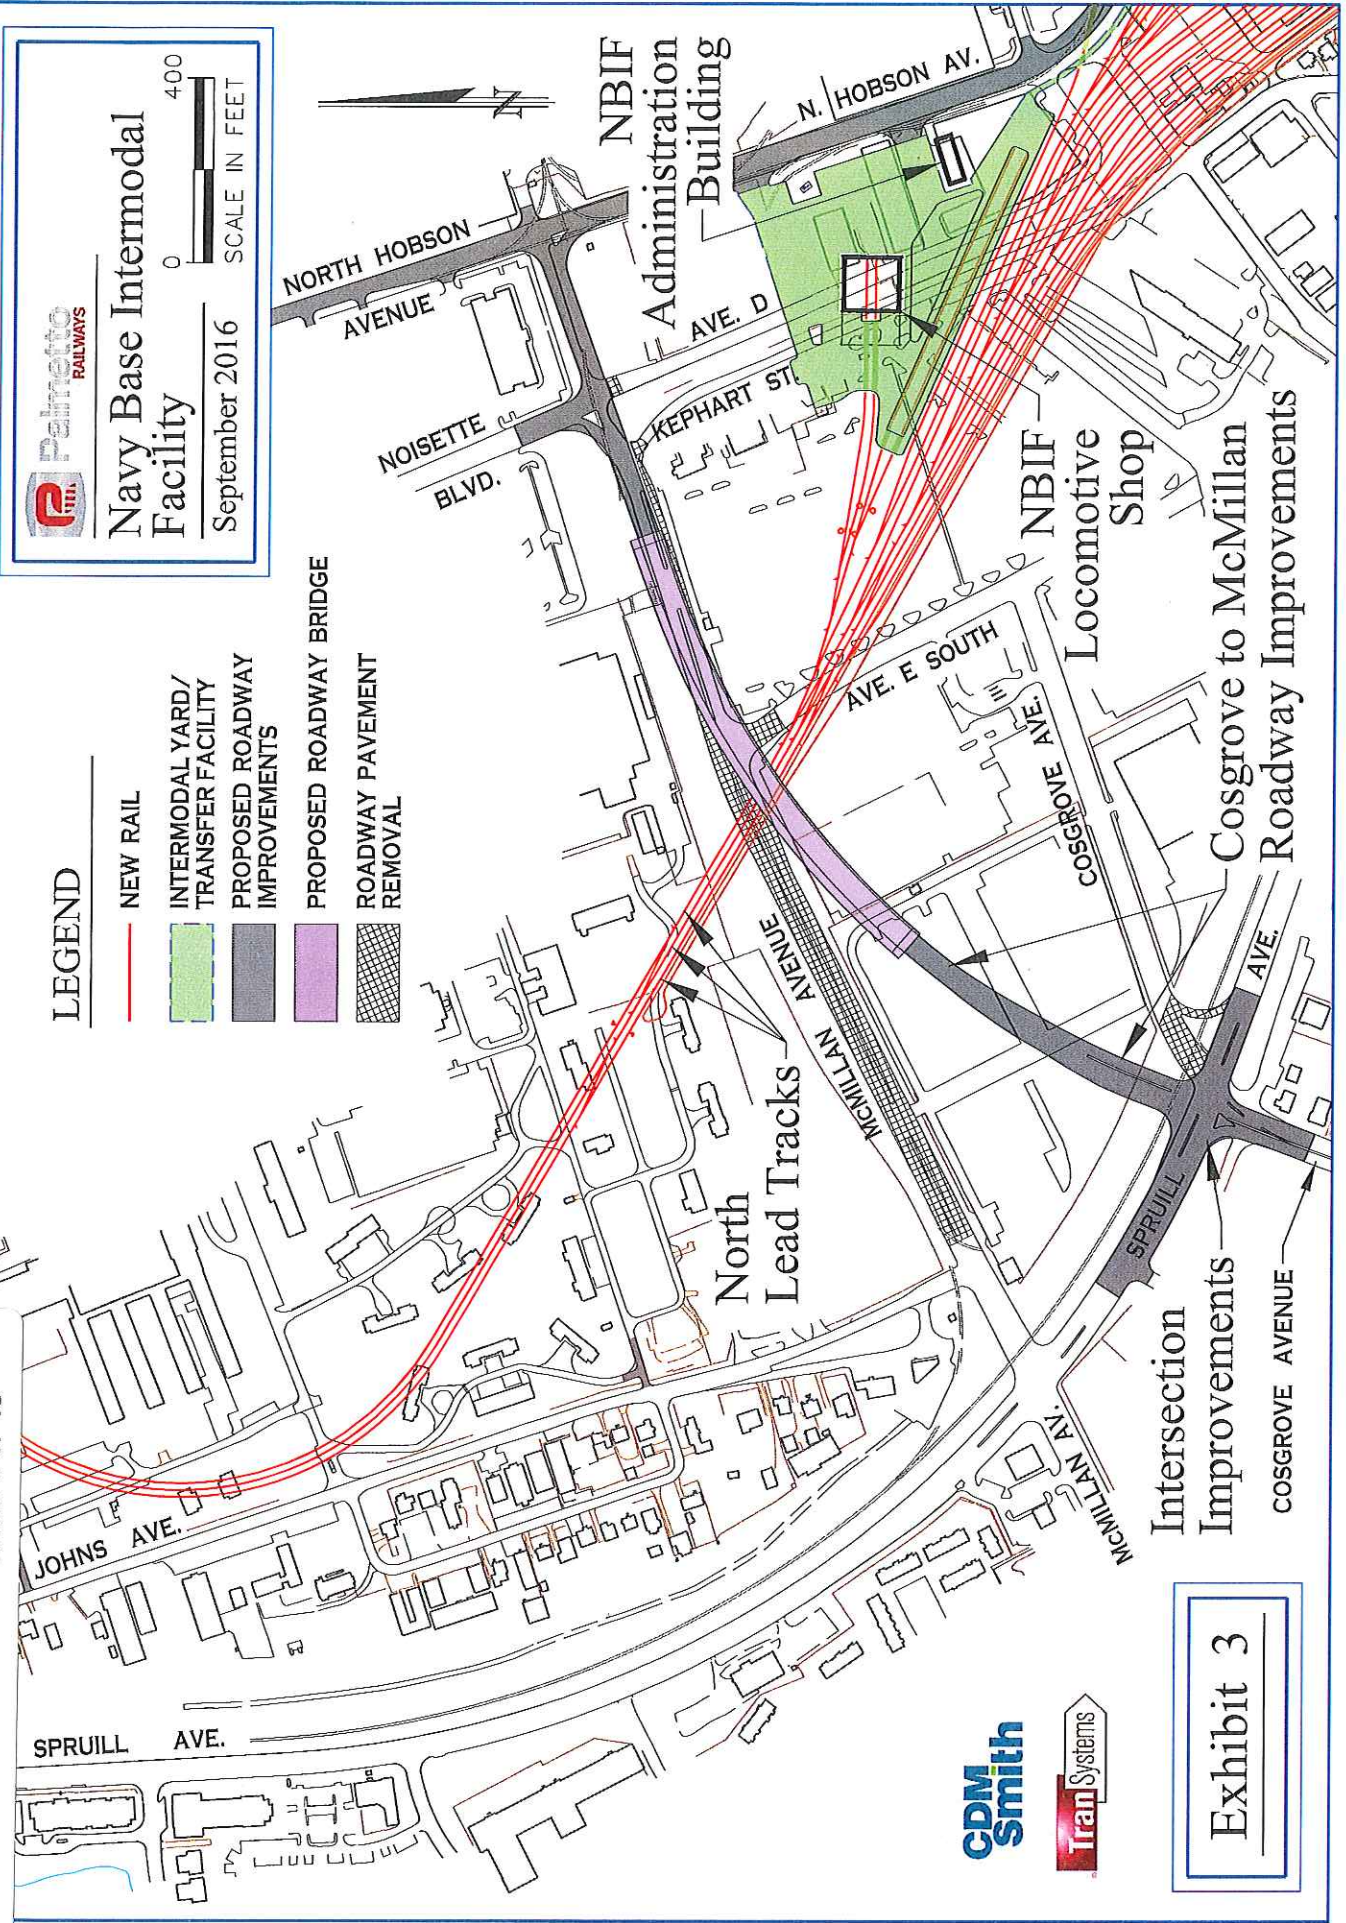 Palmetto
RAILWAYS
Navy Base Intermodal
Facility
September 2016
0
400
SCALE IN FEET
N
LEGEND
NEW RAIL
INTERMODAL YARD/
TRANSFER FACILITY
PROPOSED ROADWAY
IMPROVEMENTS
PROPOSED ROADWAY BRIDGE
ROADWAY PAVEMENT
REMOVAL
NORTH HOBSON
AVENUE
NOISETTE
BLVD.
NBIF
Administration
Building
N. HOBSON AV.
AVE. D
KEPHART ST.
NBIF
Locomotive
Shop
AVE. E SOUTH
COSGROVE AVE.
Cosgrove to McMillan
Roadway Improvements
MCMILLAN AVENUE
North
Lead Tracks
SPRUILL
AVE.
Intersection
Improvements
COSGROVE AVENUE
MCMILLAN AV.
JOHNS AVE.
SPRUILL AVE.
CDM
Smith
TranSystems
Exhibit 3